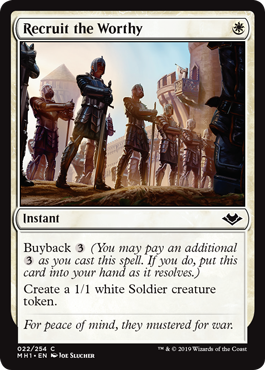 Recruit the Worthy
Instant
Buyback 3 (You may pay an additional
3 as you cast this spell. If you do, put this
card into your hand as it resolves.)
Create a 1/1 white Soldier creature
token.
For peace of mind, they mustered for war.
022/254 C
MH1 • EN JOE SLUCHER
™ & © 2019 Wizards of the Coast